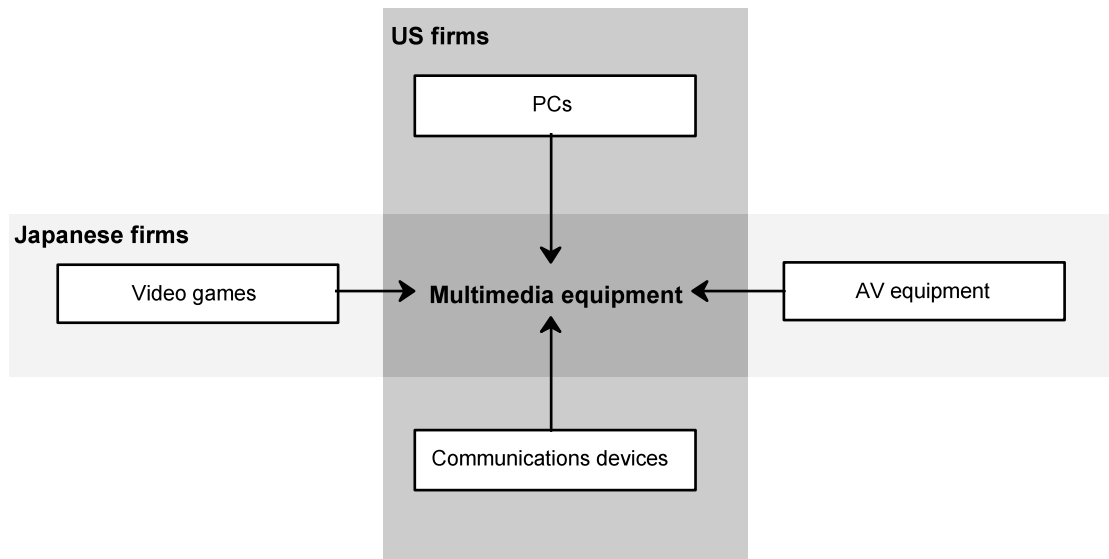 US firms
PCs
Japanese firms
Video games
Multimedia equipment
AV equipment
Communications devices